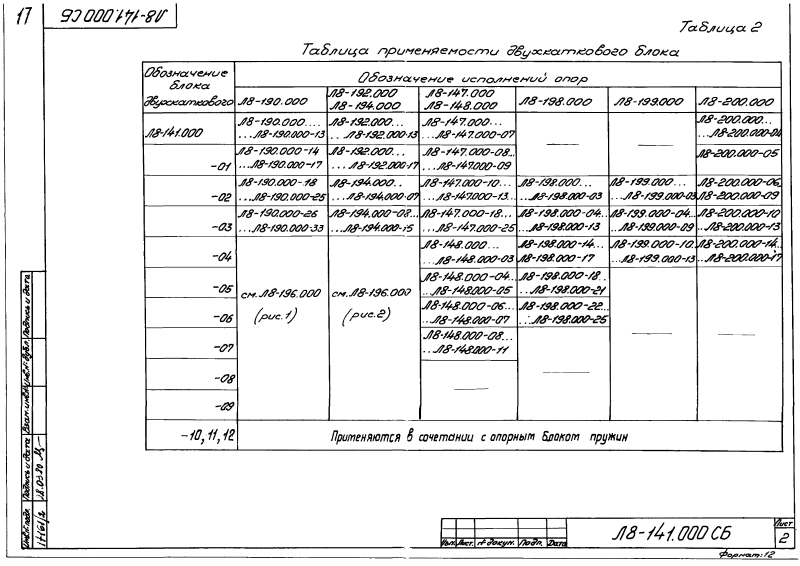 17
Л8-141.000 СБ
Таблица 2
Таблица применяемости двухкаткового блока
Обозначение блока двухкаткового
Обозначение исполнений опор
Л8-190.000
Л8-192.000
Л8-194.000
Л8-147.000
Л8-148.000
Л8-198.000
Л8-199.000
Л8-200.000
Л8-141.000
Л8-190.000...
...Л8-190.000-13
Л8-192.000...
...Л8-192.000-13
Л8-147.000...
...Л8-147.000-07
Л8-200.000...
...Л8-200.000-04
-01
Л8-190.000-14
...Л8-190.000-17
Л8-192.000...
...Л8-192.000-17
Л8-147.000-08...
...Л8-147.000-09
Л8-200.000-05
-02
Л8-190.000-18
...Л8-190.000-25
Л8-194.000..
...Л8-194.000-07
Л8-147.000-10...
...Л8-147.000-13
Л8-198.000...
...Л8-198.000-03
Л8-199.000...
...Л8-199.000-03
Л8-200.000-06
Л8-200.000-09
-03
Л8-190.000-26
...Л8-190.000-33
Л8-194.000-08...
...Л8-194.000-15
Л8-147.000-18...
...Л8-147.000-25
Л8-198.000-04...
...Л8-198.000-13
Л8-199.000-04...
...Л8-199.000-09
Л8-200.000-10
...Л8-200.000-13
-04
Л8-148.000...
...Л8-148.000-03
Л8-198.000-14...
...Л8-198.000-17
Л8-199.000-10...
...Л8-199.000-13
Л8-200.000-14...
...Л8-200.000-17
-05
см.Л8-196.000
(рис.1)
см.Л8-196.000
(рис.2)
Л8-148.000-04...
...Л8-148.000-05
Л8-198.000-18...
...Л8-198.000-21
-06
Л8-148.000-06...
...Л8-148.000-07
Л8-198.000-22...
...Л8-198.000-25
-07
Л8-148.000-08...
...Л8-148.000-11
-08
-09
-10, 11, 12
Применяются в сочетании с опорным блоком пружин
Подпись и дата
Инв.№ дубл.
Взам.инв.№
Подпись и дата
18.03.80
Инв.№ подл.
Изм.
Лист.
№ докум.
Подп.
Дата
Л8-141.000 СБ
Лист
2
Формат:12